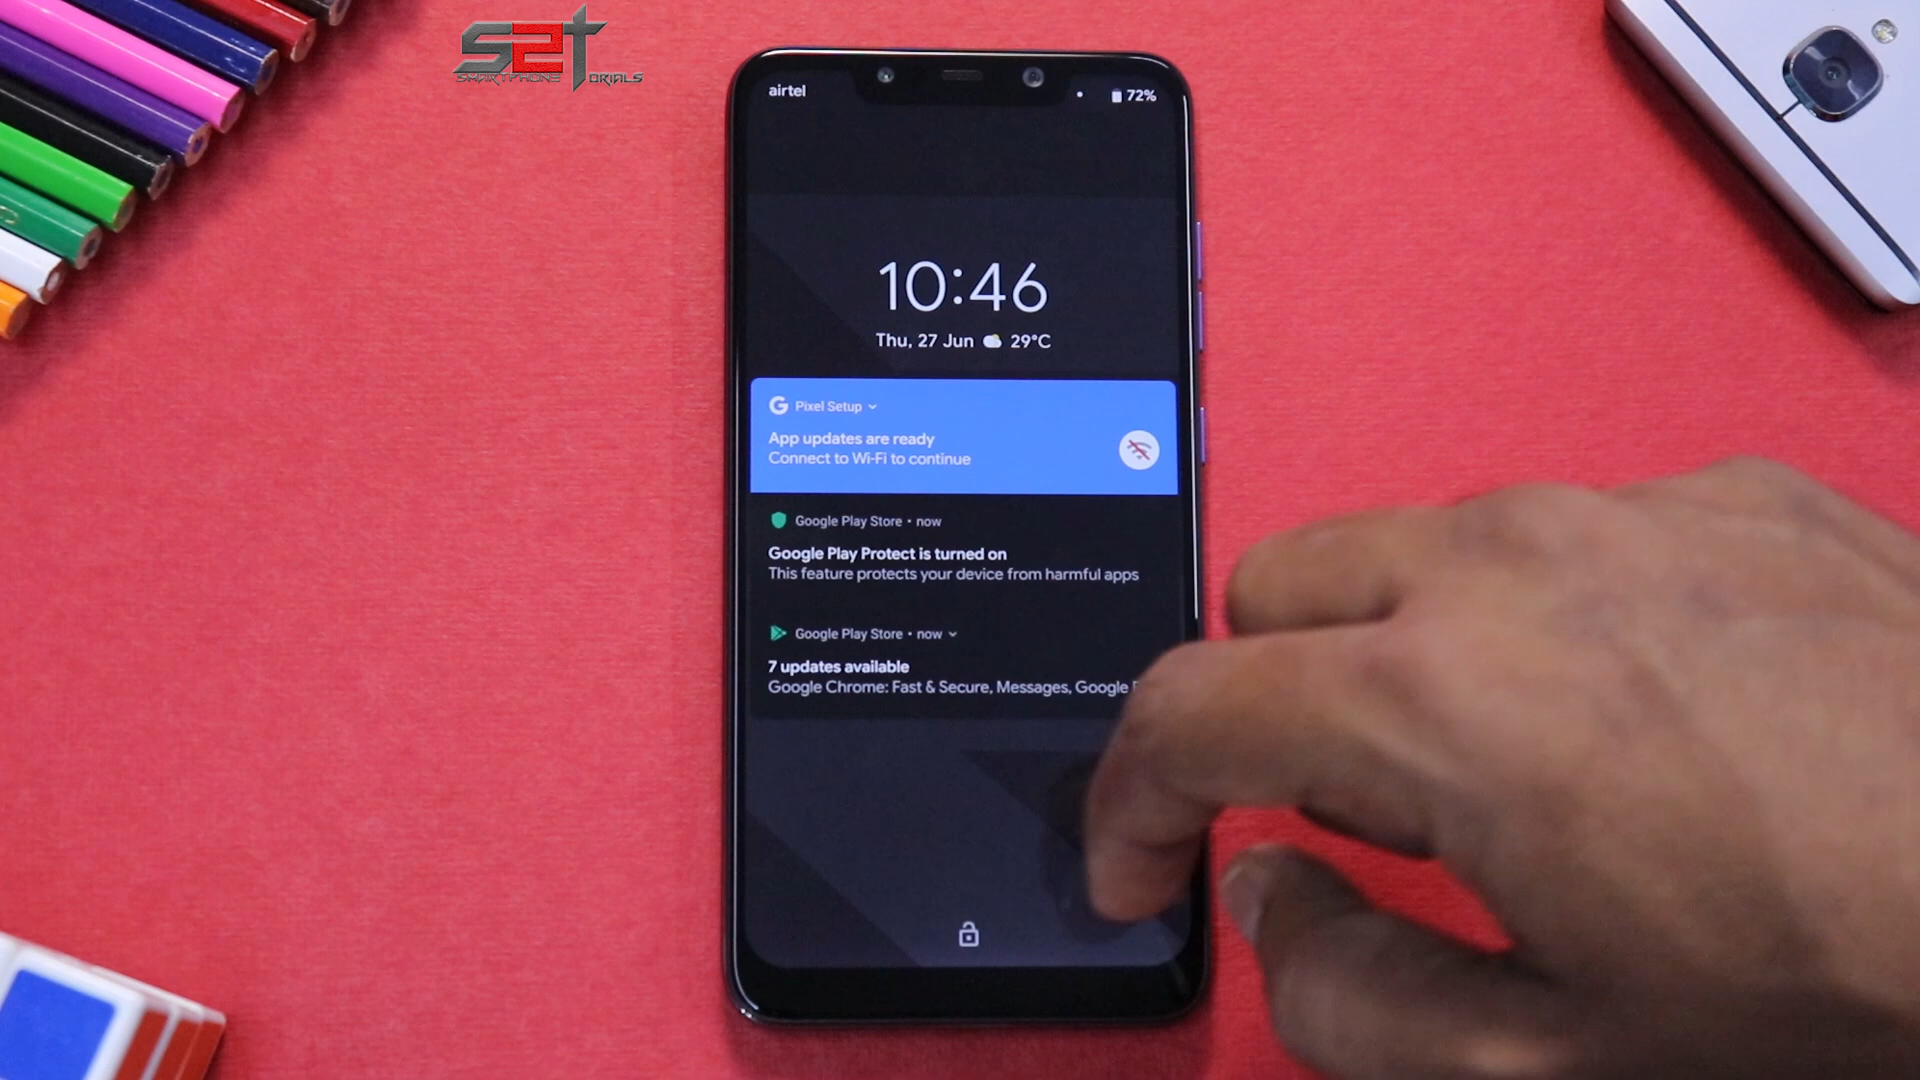 S2T
SMARTPHONE TORIALS
airtel
72%
10:46
Thu, 27 Jun 29°C
Pixel Setup
App updates are ready
Connect to Wi-Fi to continue
Google Play Store • now
Google Play Protect is turned on
This feature protects your device from harmful apps
Google Play Store • now
7 updates available
Google Chrome: Fast & Secure, Messages, Google